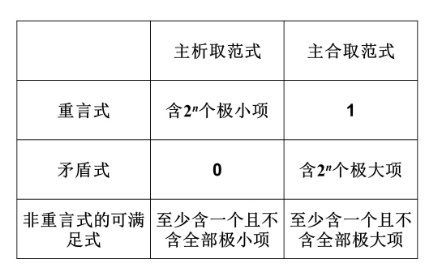 主析取范式 主合取范式
重言式 含2ⁿ个极小项 1
矛盾式 0 含2ⁿ个极大项
非重言式的可满 至少含一个且不 至少含一个且不
足式 含全部极小项 含全部极大项